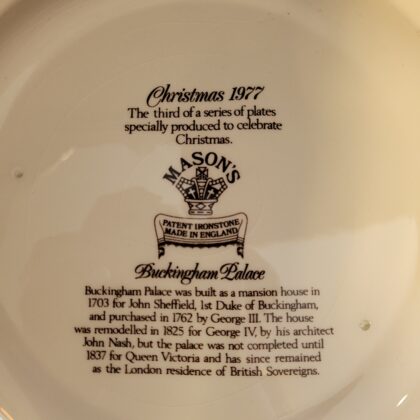 Christmas 1977
The third of a series of plates
specially produced to celebrate
Christmas.
MASON'S
PATENT IRONSTONE
MADE IN ENGLAND
Buckingham Palace
Buckingham Palace was built as a mansion house in
1703 for John Sheffield, 1st Duke of Buckingham,
and purchased in 1762 by George III. The house
was remodelled in 1825 for George IV, by his architect
John Nash, but the palace was not completed until
1837 for Queen Victoria and has since remained
as the London residence of British Sovereigns.